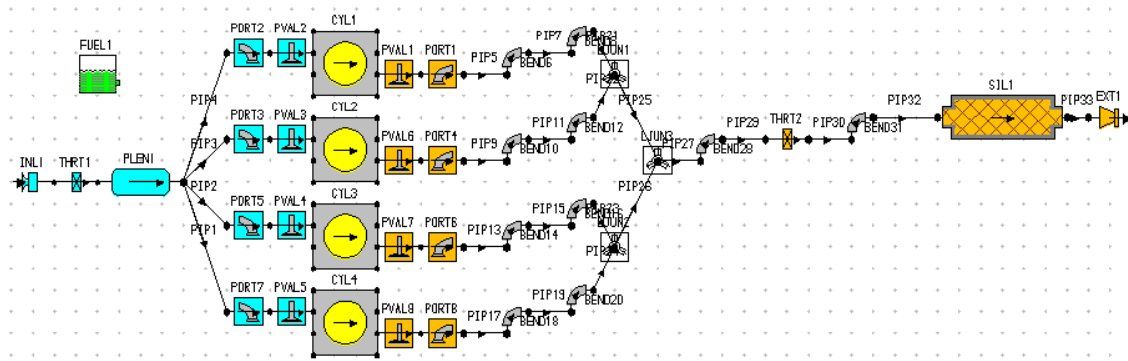 FUEL1
INL1
THRT1
PLEN1
PIP4
PIP3
PIP2
PIP1
PORT2 PVAL2 CYL1
PVAL1 PORT1 PIP5 BEND6 PIP7
PORT3 PVAL3 CYL2
PVAL6 PORT4 PIP9 BEND10 PIP11 BEND12
PORT5 PVAL4 CYL3
PVAL7 PORT6 PIP13 BEND14 PIP15
PORT7 PVAL5 CYL4
PVAL8 PORT8 PIP17 BEND18 PIP19 BEND20
PIP25
PIP26
PIP27
BEND28
PIP29
THRT2
PIP30
BEND31
PIP32
SIL1
PIP33
EXT1